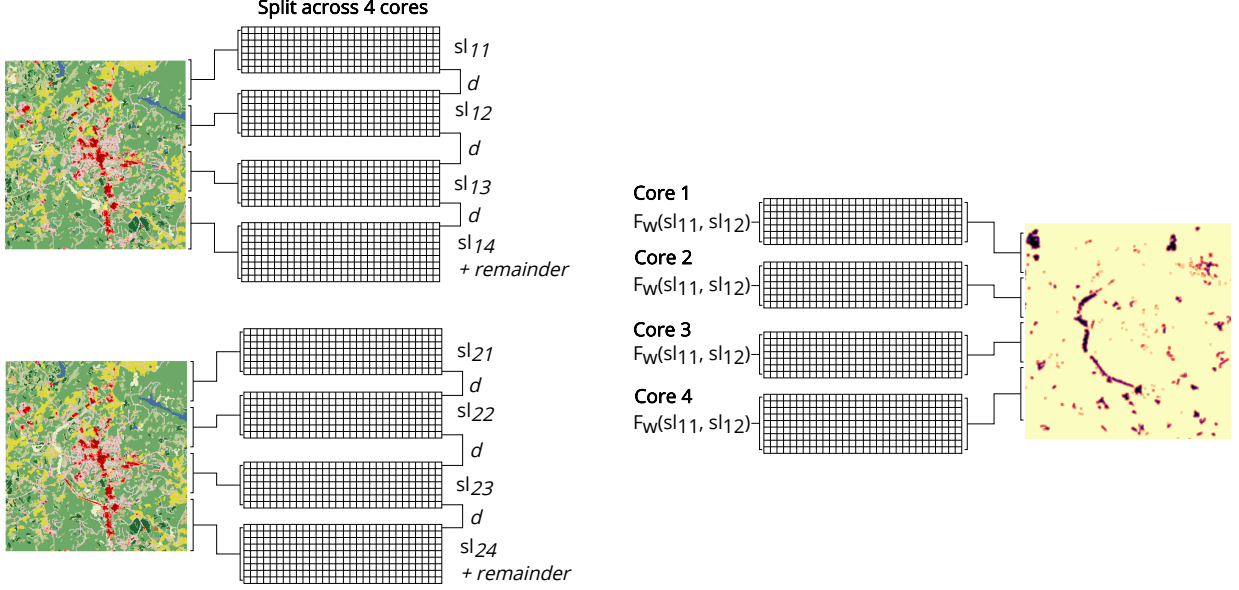 Split across 4 cores
sl11
d
sl12
d
sl13
d
sl14
+ remainder
sl21
d
sl22
d
sl23
d
sl24
+ remainder
Core 1
Fw(sl11, sl12)
Core 2
Fw(sl11, sl12)
Core 3
Fw(sl11, sl12)
Core 4
Fw(sl11, sl12)